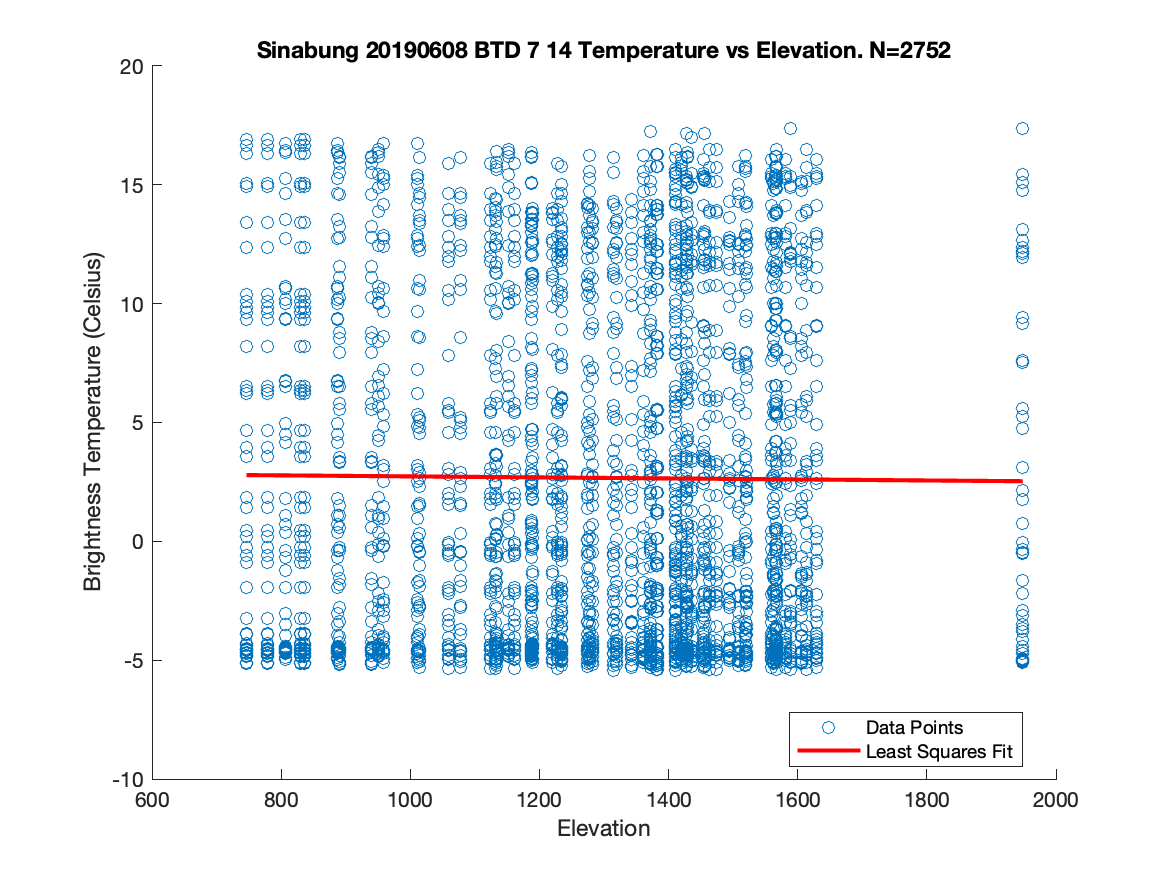 Sinabung 20190608 BTD 7 14 Temperature vs Elevation. N=2752
20
15
10
5
0
-5
-10
Brightness Temperature (Celsius)
Data Points
Least Squares Fit
600 800 1000 1200 1400 1600 1800 2000
Elevation